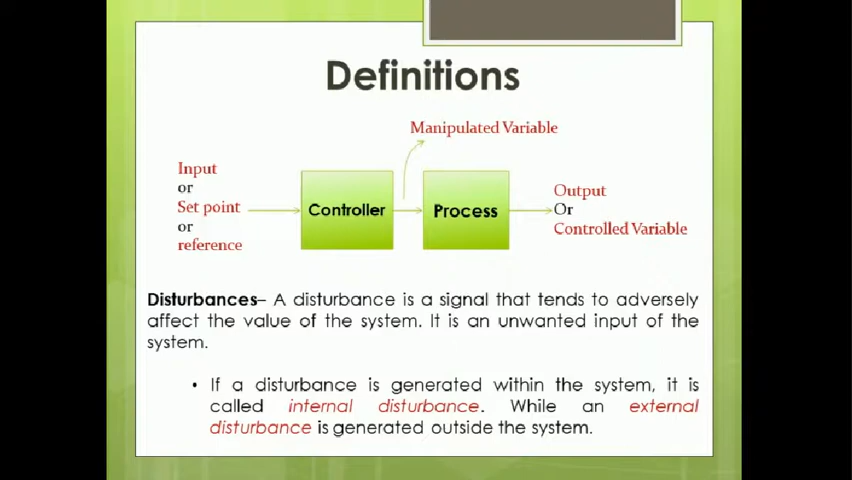 Definitions
Manipulated Variable
Input
or
Set point
or
reference
Controller
Process
Output
Or
Controlled Variable
Disturbances– A disturbance is a signal that tends to adversely
affect the value of the system. It is an unwanted input of the
system.
• If a disturbance is generated within the system, it is
called internal disturbance. While an external
disturbance is generated outside the system.